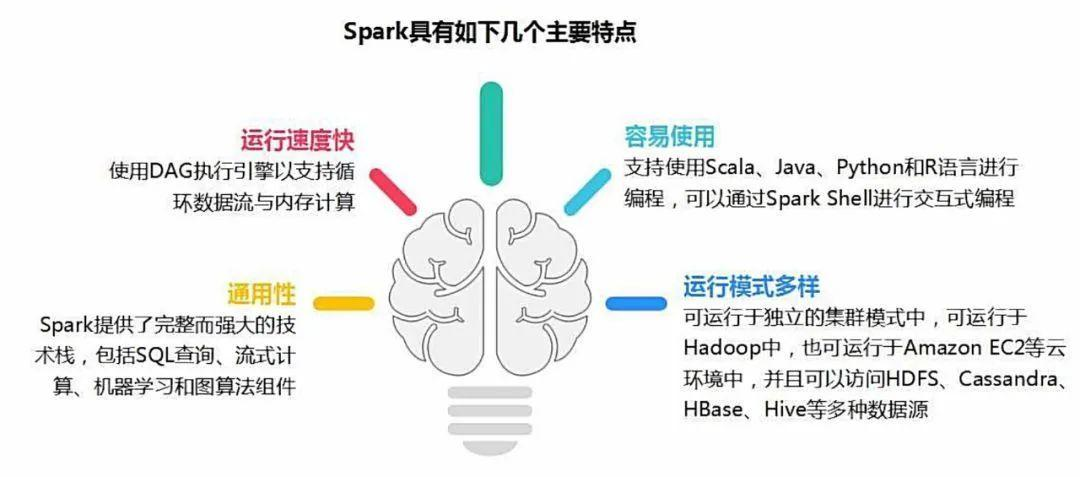 Spark具有如下几个主要特点
运行速度快
使用DAG执行引擎以支持循
环数据流与内存计算
容易使用
支持使用Scala、Java、Python和R语言进行
编程，可以通过Spark Shell进行交互式编程
通用性
Spark提供了完整而强大的技
术栈，包括SQL查询、流式计
算、机器学习和图算法组件
运行模式多样
可运行于独立的集群模式中，可运行于
Hadoop中，也可运行于Amazon EC2等云
环境中，并且可以访问HDFS、Cassandra、
HBase、Hive等多种数据源